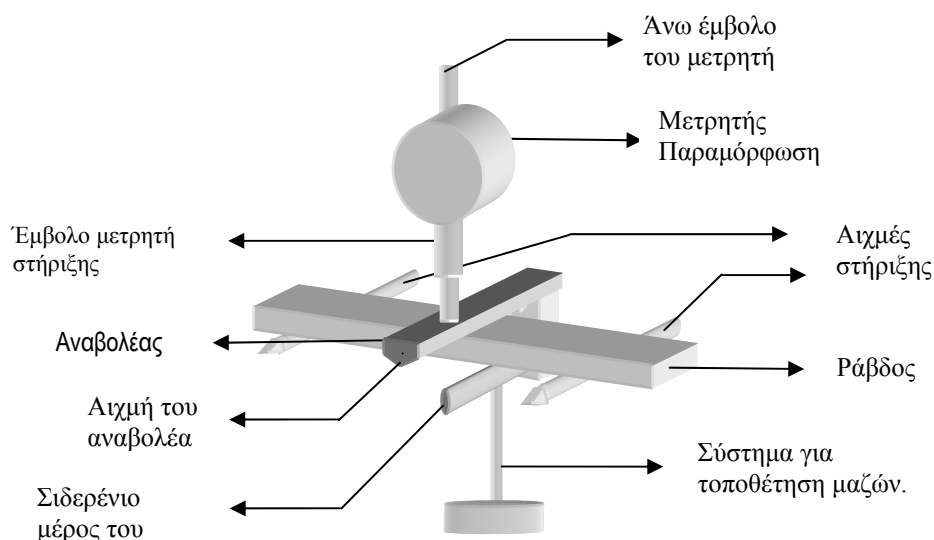 Άνω έμβολο
του μετρητή
Μετρητής
Παραμόρφωση
Έμβολο μετρητή
στήριξης
Αιχμές
στήριξης
Αναβολέας
Ράβδος
Αιχμή του
αναβολέα
Σύστημα για
τοποθέτηση μαζών.
Σιδερένιο
μέρος του